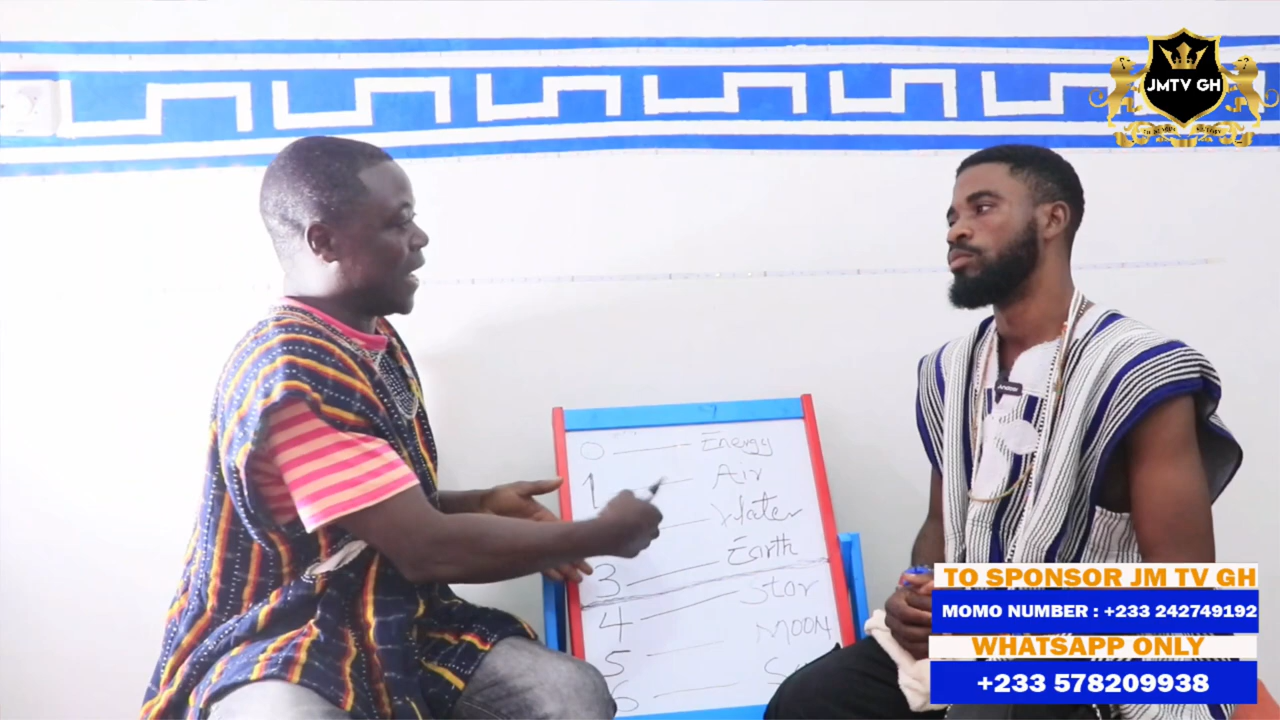 JMTV GH
0 — Energy
1 — Air
— Water
3 — Earth
4 — Star
5 — MOON
6 —
TO SPONSOR JM TV GH
MOMO NUMBER : +233 242749192
WHATSAPP ONLY
+233 578209938